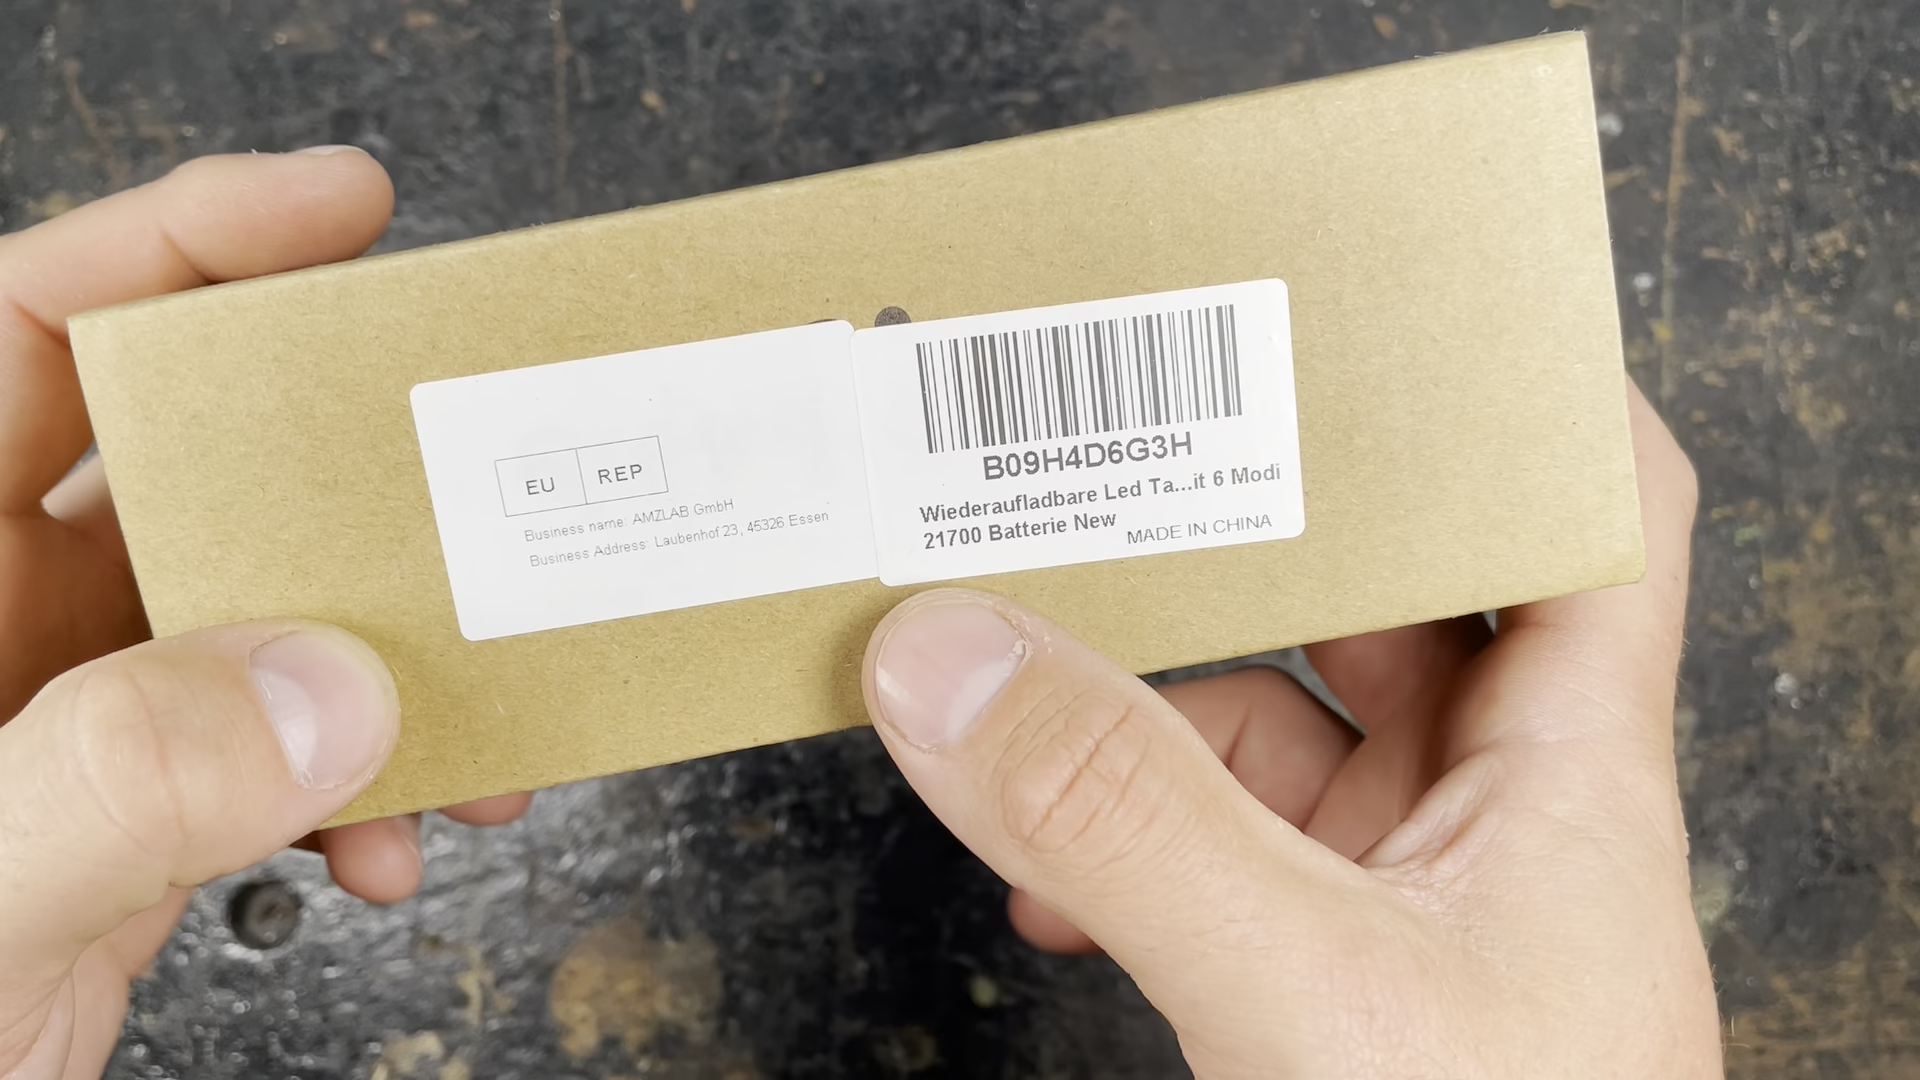 EU REP
Business name: AMZLAB GmbH
Business Address: Laubenhof 23, 45326 Essen
B09H4D6G3H
Wiederaufladbare Led Ta...it 6 Modi
21700 Batterie New
MADE IN CHINA